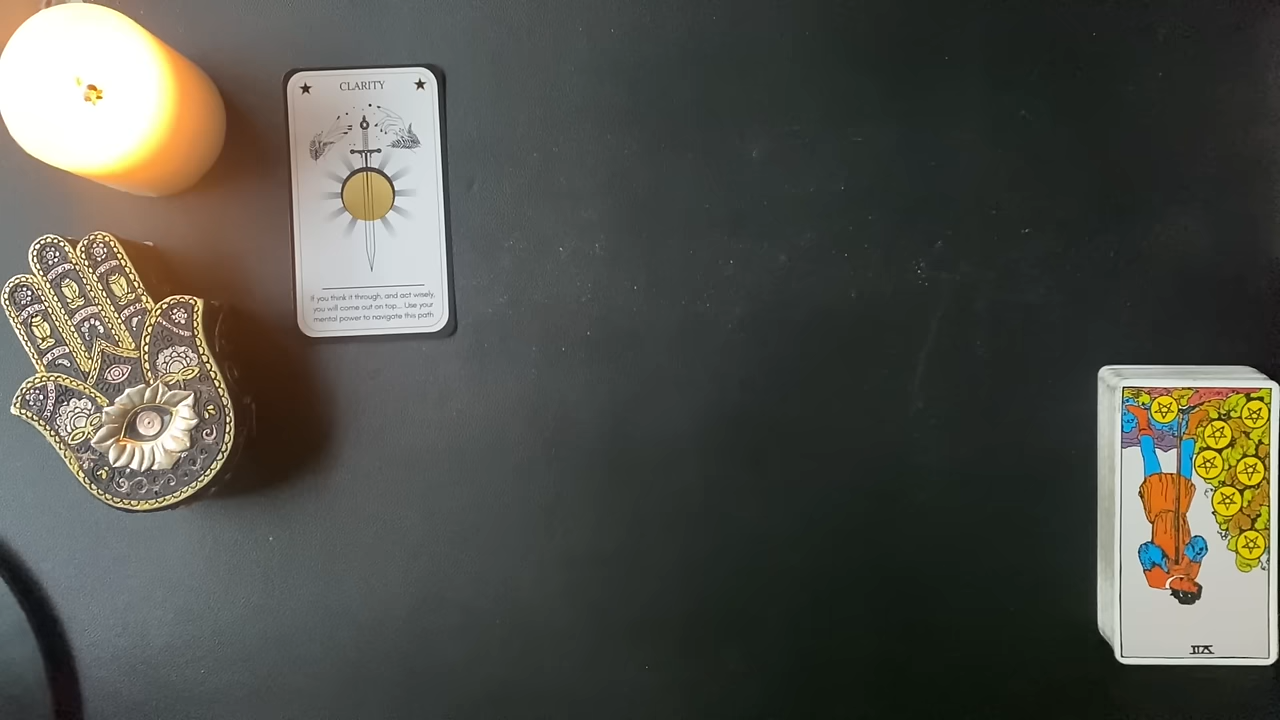 CLARITY
If you think it through, and act wisely,
you will come out on top... Use your
mental power to navigate this path
VII